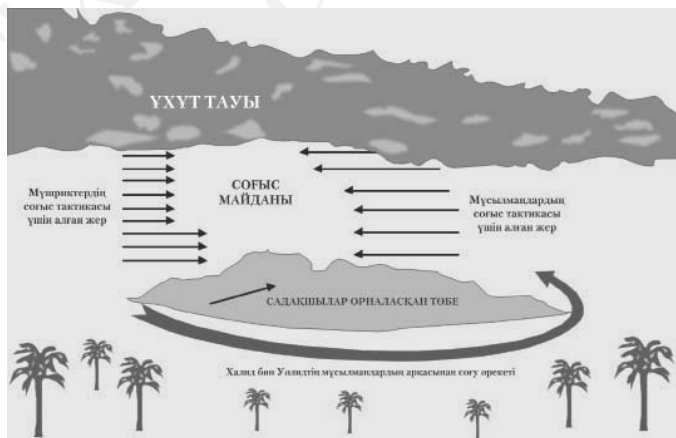 ҮХҮТ ТАУЫ
СОҒЫС
МАЙДАНЫ
Мүшриктердің
соғыс тактикасы
үшін алған жер
Мұсылмандардың
соғыс тактикасы
үшін алған жер
САДАҚШЫЛАР ОРНАЛАСҚАН ТӨБЕ
Халид бин Уәлидтің мұсылмандардың арқасынан соғу әрекеті